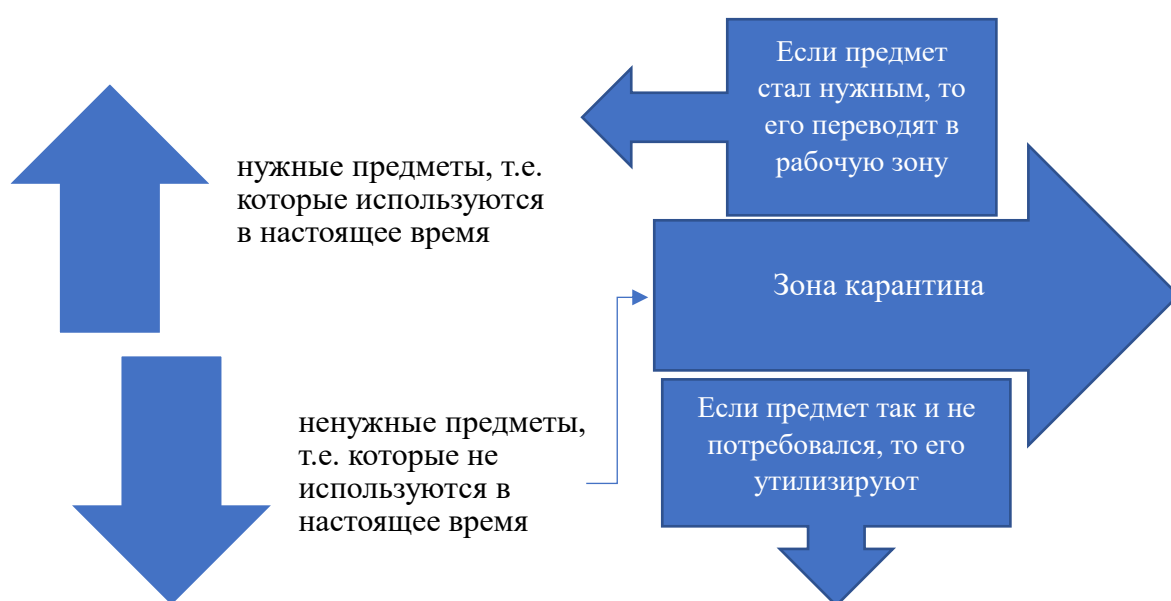 нужные предметы, т.е.
которые используются
в настоящее время
ненужные предметы,
т.е. которые не
используются в
настоящее время
Если предмет
стал нужным, то
его переводят в
рабочую зону
Зона карантина
Если предмет так и не
потребовался, то его
утилизируют